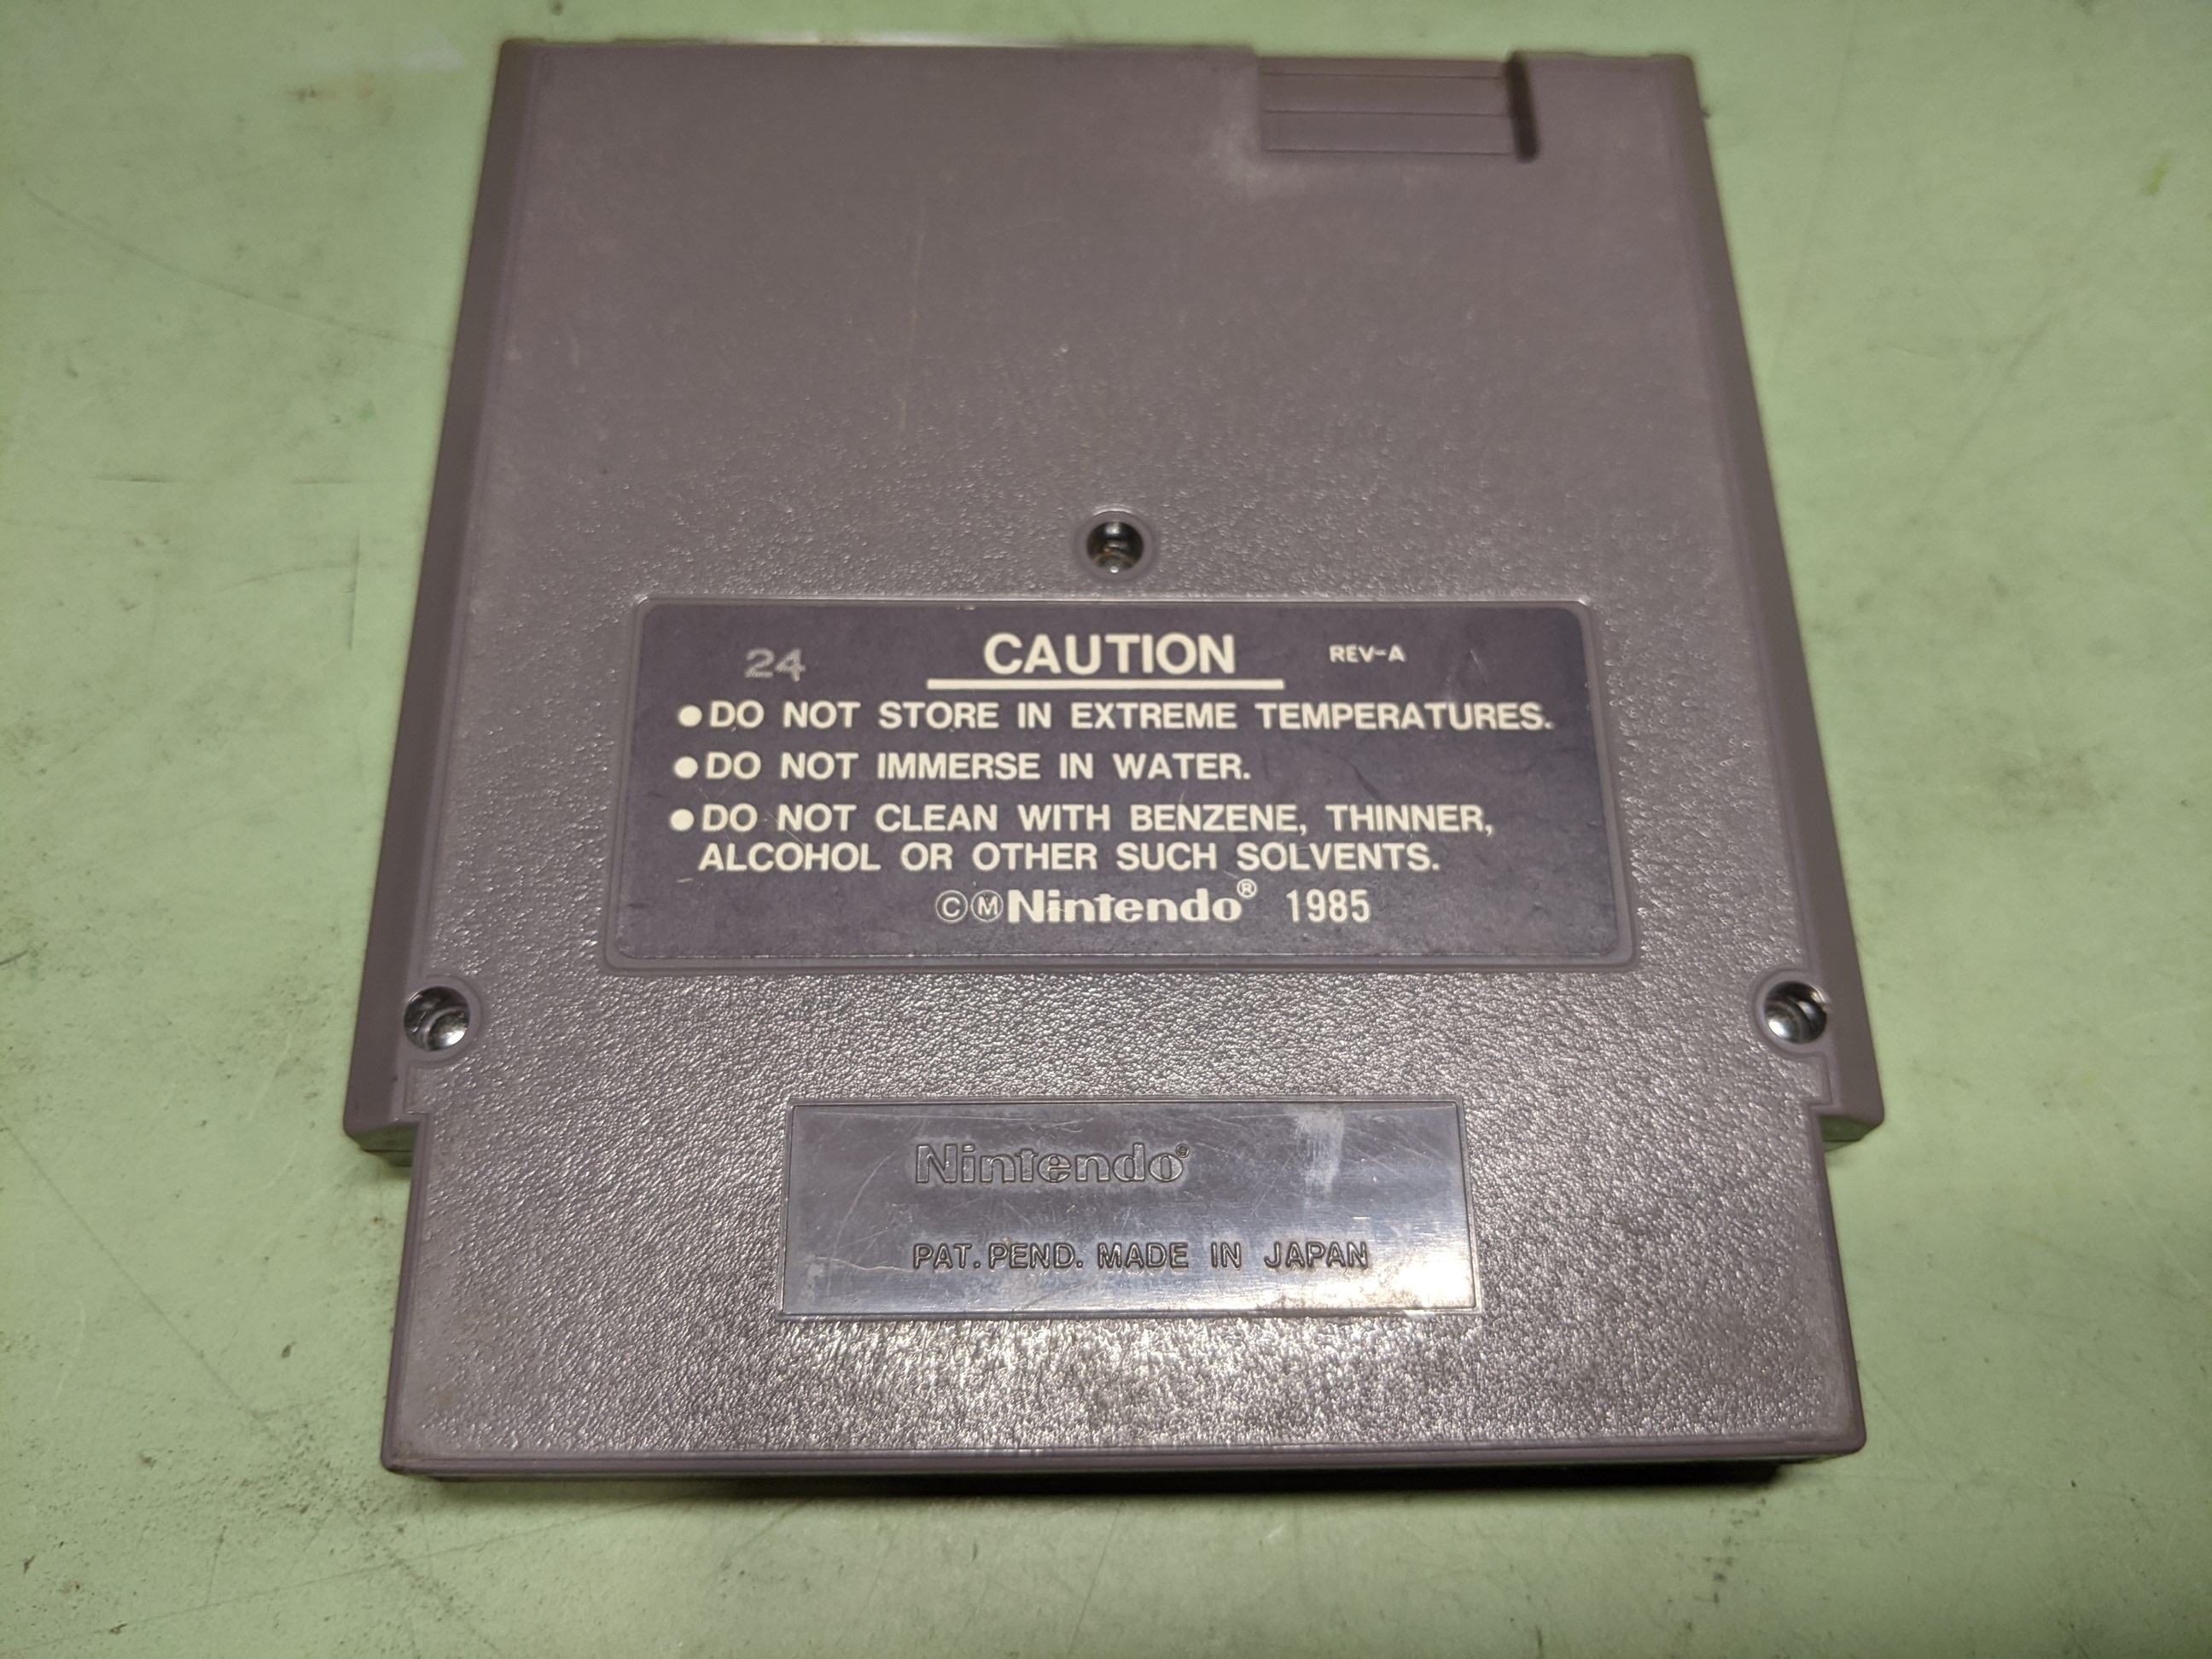 24 CAUTION REV-A
●DO NOT STORE IN EXTREME TEMPERATURES.
●DO NOT IMMERSE IN WATER.
●DO NOT CLEAN WITH BENZENE, THINNER,
ALCOHOL OR OTHER SUCH SOLVENTS.
©ⓂNintendo® 1985
Nintendo®
PAT. PEND. MADE IN JAPAN